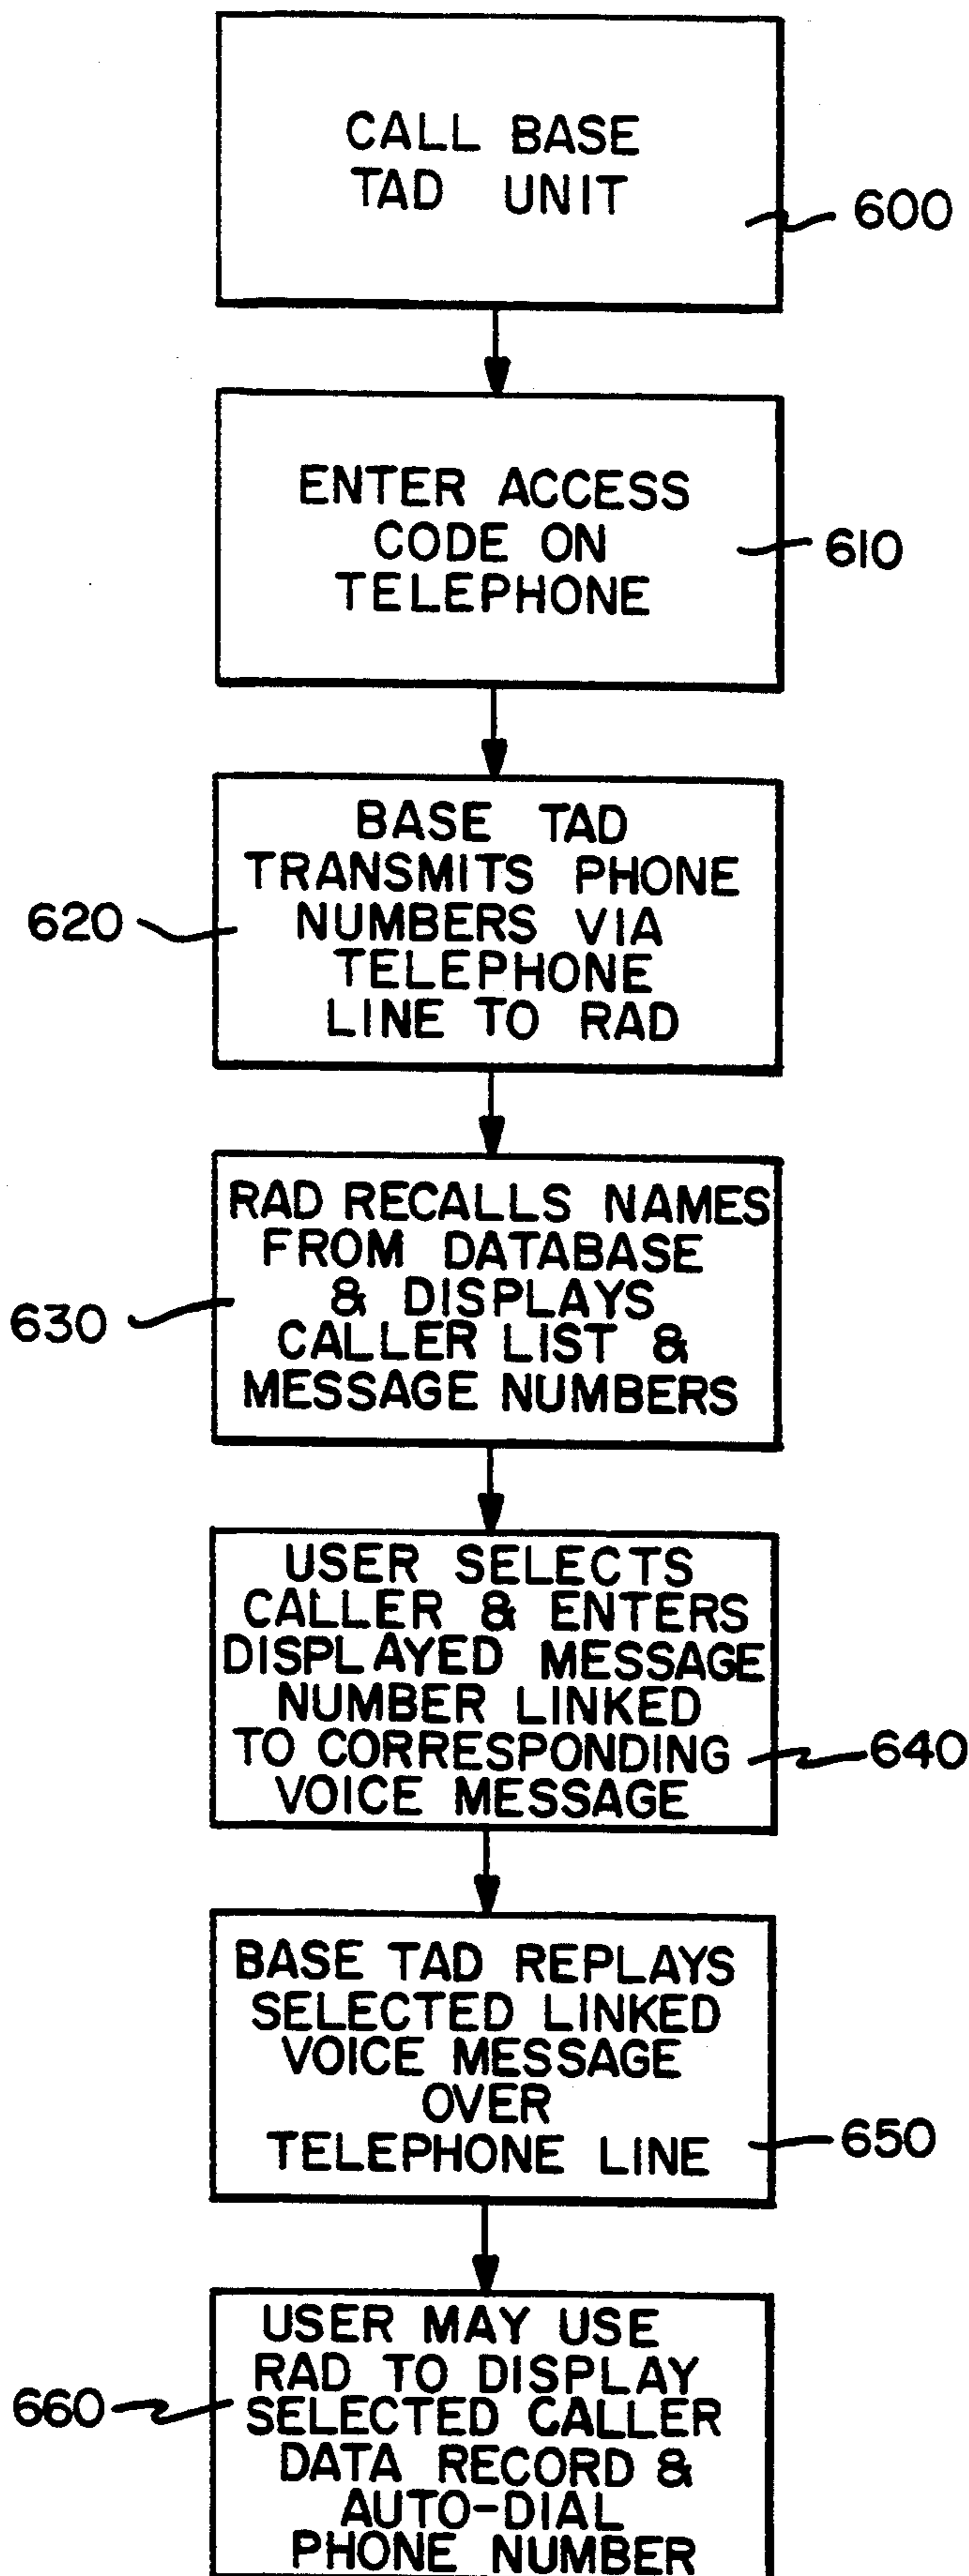 CALL BASE
TAD UNIT
600
ENTER ACCESS
CODE ON
TELEPHONE
610
BASE TAD
TRANSMITS PHONE
NUMBERS VIA
TELEPHONE
LINE TO RAD
620
RAD RECALLS NAMES
FROM DATABASE
& DISPLAYS
CALLER LIST &
MESSAGE NUMBERS
630
USER SELECTS
CALLER & ENTERS
DISPLAYED MESSAGE
NUMBER LINKED
TO CORRESPONDING
VOICE MESSAGE
640
BASE TAD REPLAYS
SELECTED LINKED
VOICE MESSAGE
OVER
TELEPHONE LINE
650
USER MAY USE
RAD TO DISPLAY
SELECTED CALLER
DATA RECORD &
AUTO-DIAL
PHONE NUMBER
660